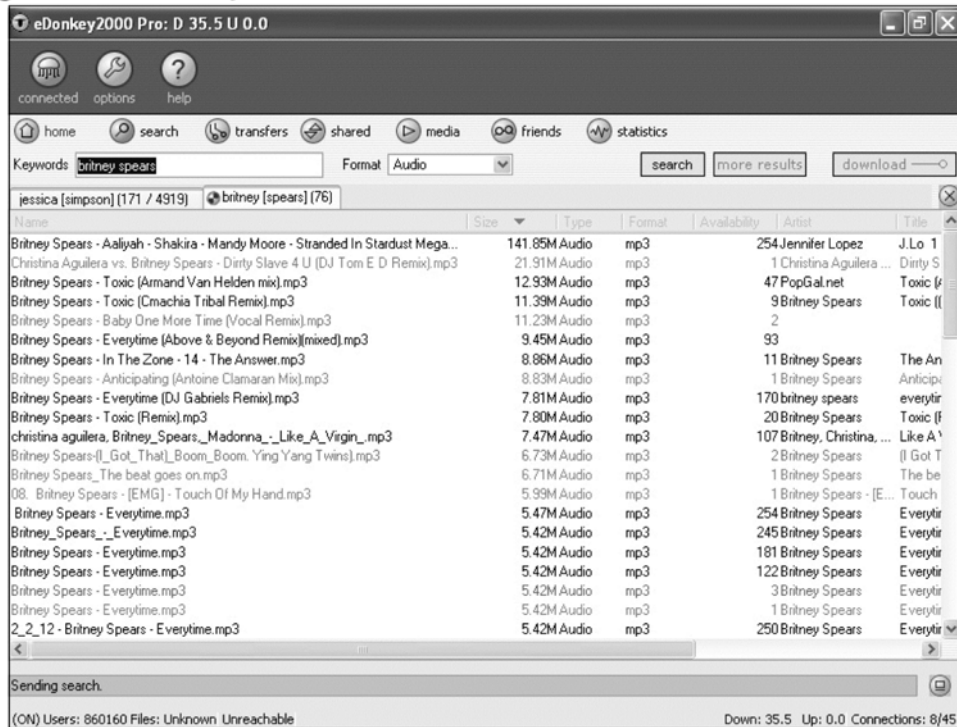 eDonkey2000 Pro: D 35.5 U 0.0
connected options help
home search transfers shared media friends statistics
Keywords britney spears Format Audio search more results download
jessica [simpson] (171 / 4919) britney [spears] (76)
Name Size Type Format Availability Artist Title
Britney Spears - Aaliyah - Shakira - Mandy Moore - Stranded In Stardust Mega... 141.85M Audio mp3 254 Jennifer Lopez J.Lo 1
Christina Aguilera vs. Britney Spears - Dirrty Slave 4 U (DJ Tom E D Remix).mp3 21.91M Audio mp3 1 Christina Aguilera ... Dirrty S
Britney Spears - Toxic (Armand Van Helden mix).mp3 12.93M Audio mp3 47 PopGal.net Toxic (A
Britney Spears - Toxic (Cmachia Tribal Remix).mp3 11.39M Audio mp3 9 Britney Spears Toxic ((
Britney Spears - Baby One More Time (Vocal Remix).mp3 11.23M Audio mp3 2
Britney Spears - Everytime (Above & Beyond Remix)(mixed).mp3 9.45M Audio mp3 93
Britney Spears - In The Zone - 14 - The Answer.mp3 8.86M Audio mp3 11 Britney Spears The An
Britney Spears - Anticipating (Antoine Clamaran Mix).mp3 8.83M Audio mp3 1 Britney Spears Anticipa
Britney Spears - Everytime (DJ Gabriels Remix).mp3 7.81M Audio mp3 170 britney spears everytin
Britney Spears - Toxic (Remix).mp3 7.80M Audio mp3 20 Britney Spears Toxic (F
christina aguilera, Britney_Spears,_Madonna_-_Like_A_Virgin_.mp3 7.47M Audio mp3 107 Britney, Christina, ... Like A V
Britney Spears-(I_Got_That)_Boom_Boom. Ying Yang Twins).mp3 6.73M Audio mp3 2 Britney Spears (I Got T
Britney Spears_The beat goes on.mp3 6.71M Audio mp3 1 Britney Spears The be
08. Britney Spears - [EMG] - Touch Of My Hand.mp3 5.99M Audio mp3 1 Britney Spears - [E... Touch
Britney Spears - Everytime.mp3 5.47M Audio mp3 254 Britney Spears Everytin
Britney_Spears_-_Everytime.mp3 5.42M Audio mp3 245 Britney Spears Everytin
Britney Spears - Everytime.mp3 5.42M Audio mp3 181 Britney Spears Everytin
Britney Spears - Everytime.mp3 5.42M Audio mp3 122 Britney Spears Everytin
Britney Spears - Everytime.mp3 5.42M Audio mp3 3 Britney Spears Everytin
Britney Spears - Everytime.mp3 5.42M Audio mp3 1 Britney Spears Everytin
2_2_12 - Britney Spears - Everytime.mp3 5.42M Audio mp3 250 Britney Spears Everytin
Sending search.
(ON) Users: 860160 Files: Unknown Unreachable Down: 35.5 Up: 0.0 Connections: 8/45